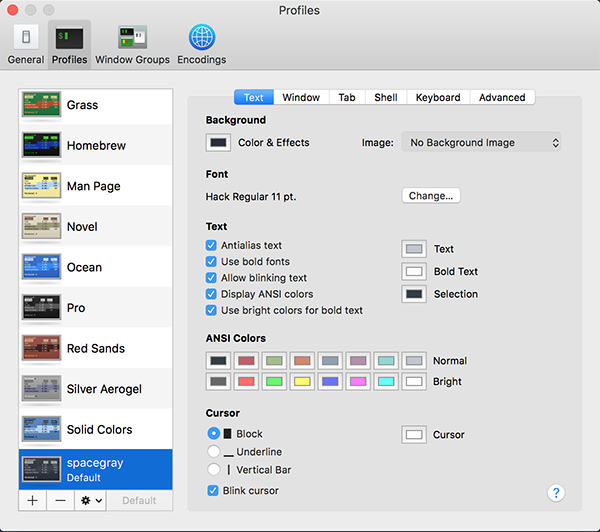 Profiles
General Profiles Window Groups Encodings
Grass
Homebrew
Man Page
Novel
Ocean
Pro
Red Sands
Silver Aerogel
Solid Colors
spacegray
Default
Default
Text Window Tab Shell Keyboard Advanced
Background
Color & Effects Image: No Background Image
Font
Hack Regular 11 pt. Change...
Text
Antialias text Text
Use bold fonts
Allow blinking text Bold Text
Display ANSI colors Selection
Use bright colors for bold text
ANSI Colors
Normal
Bright
Cursor
Block Cursor
Underline
Vertical Bar
Blink cursor
?